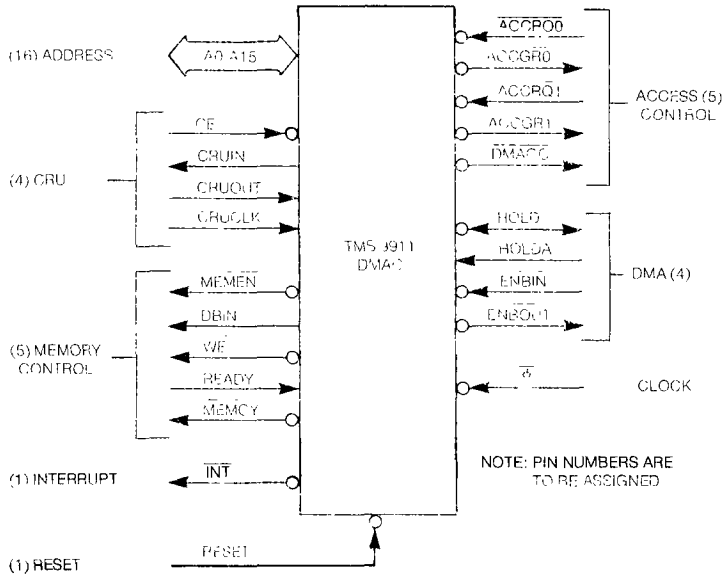 (16) ADDRESS
A0-A15
(4) CRU
CE
CRUIN
CRUOUT
CRUCLK
(5) MEMORY
CONTROL
MEMEN
DBIN
WE
READY
MEMCY
(1) INTERRUPT
INT
(1) RESET
RESET
TMS 9911
DMAC
ACCRQ0
ACCGR0
ACCRQ1
ACCGR1
DMACC
ACCESS (5)
CONTROL
HOLD
HOLDA
ENBIN
ENBOUT
DMA (4)
CLOCK
NOTE: PIN NUMBERS ARE
TO BE ASSIGNED